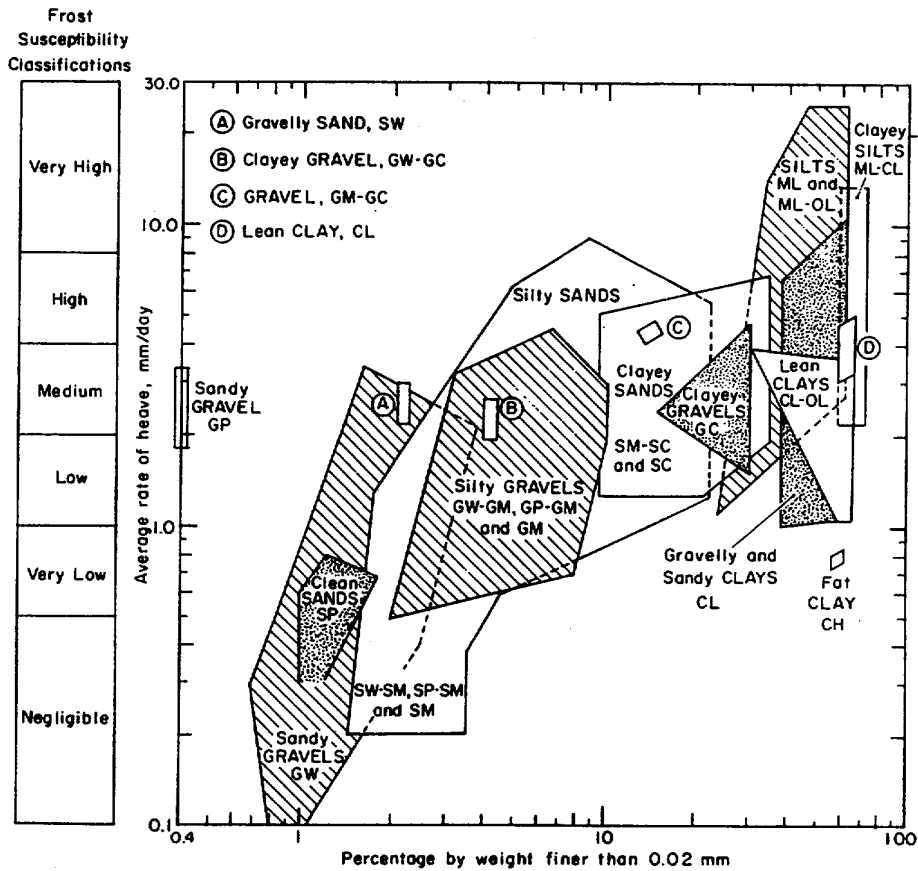 Frost
Susceptibility
Classifications
Very High
High
Medium
Low
Very Low
Negligible
Average rate of heave, mm/day
30.0
10.0
1.0
0.1
A Gravelly SAND, SW
B Clayey GRAVEL, GW-GC
C GRAVEL, GM-GC
D Lean CLAY, CL
Sandy
GRAVEL
GP
A
B
C
D
Silty SANDS
SILTS
ML and
ML-OL
Clayey
SILTS
ML-CL
Clayey
SANDS
SM-SC
and SC
Clayey
GRAVELS
GC
Lean
CLAYS
CL-OL
Silty GRAVELS
GW-GM, GP-GM
and GM
Clean
SANDS
SP
SW-SM, SP-SM
and SM
Sandy
GRAVELS
GW
Gravelly and
Sandy CLAYS
CL
Fat
CLAY
CH
0.4
1
10
100
Percentage by weight finer than 0.02 mm